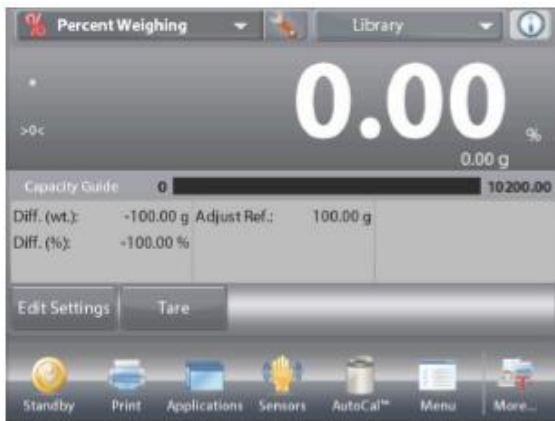 % Percent Weighing Library
0.00
>0< %
0.00 g
Capacity Guide 0 10200.00
Diff. (wt.): -100.00 g Adjust Ref.: 100.00 g
Diff. (%): -100.00 %
Edit Settings Tare
Standby Print Applications Sensors AutoCal™ Menu More...